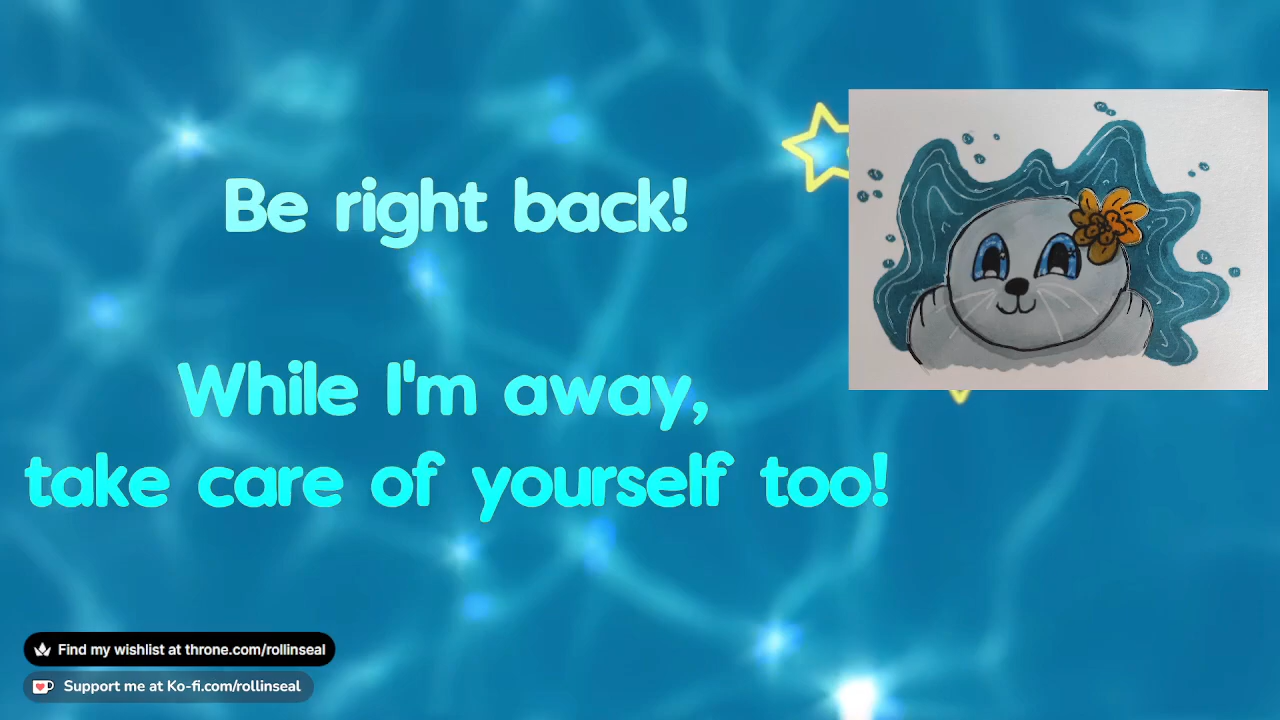 Be right back!
While I'm away,
take care of yourself too!
Find my wishlist at throne.com/rollinseal
Support me at Ko-fi.com/rollinseal